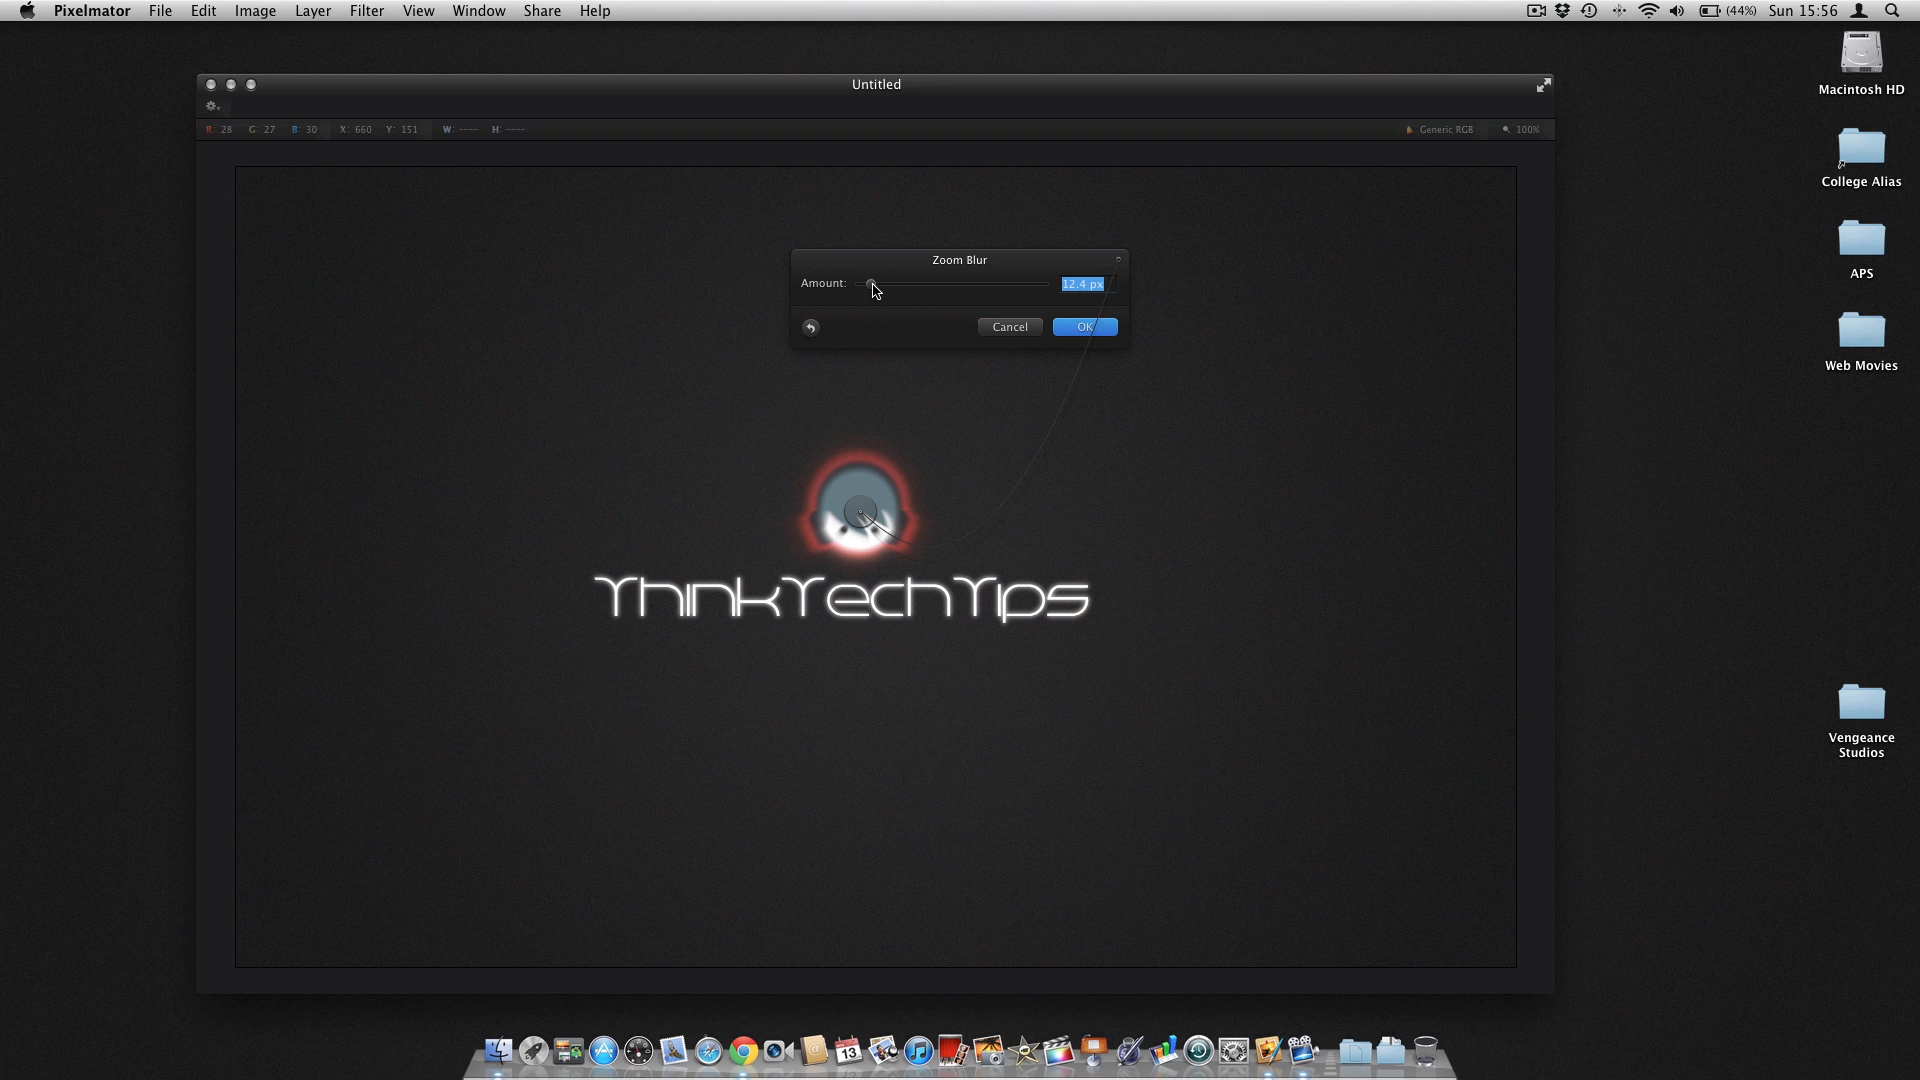 Pixelmator File Edit Image Layer Filter View Window Share Help (44%) Sun 15:56
Untitled
R: 28 G: 27 B: 30 X: 660 Y: 151 W: ---- H: ---- Generic RGB 100%
Zoom Blur
Amount: 12.4 px
Cancel OK
ThinkTechTips
Macintosh HD
College Alias
APS
Web Movies
Vengeance
Studios
13